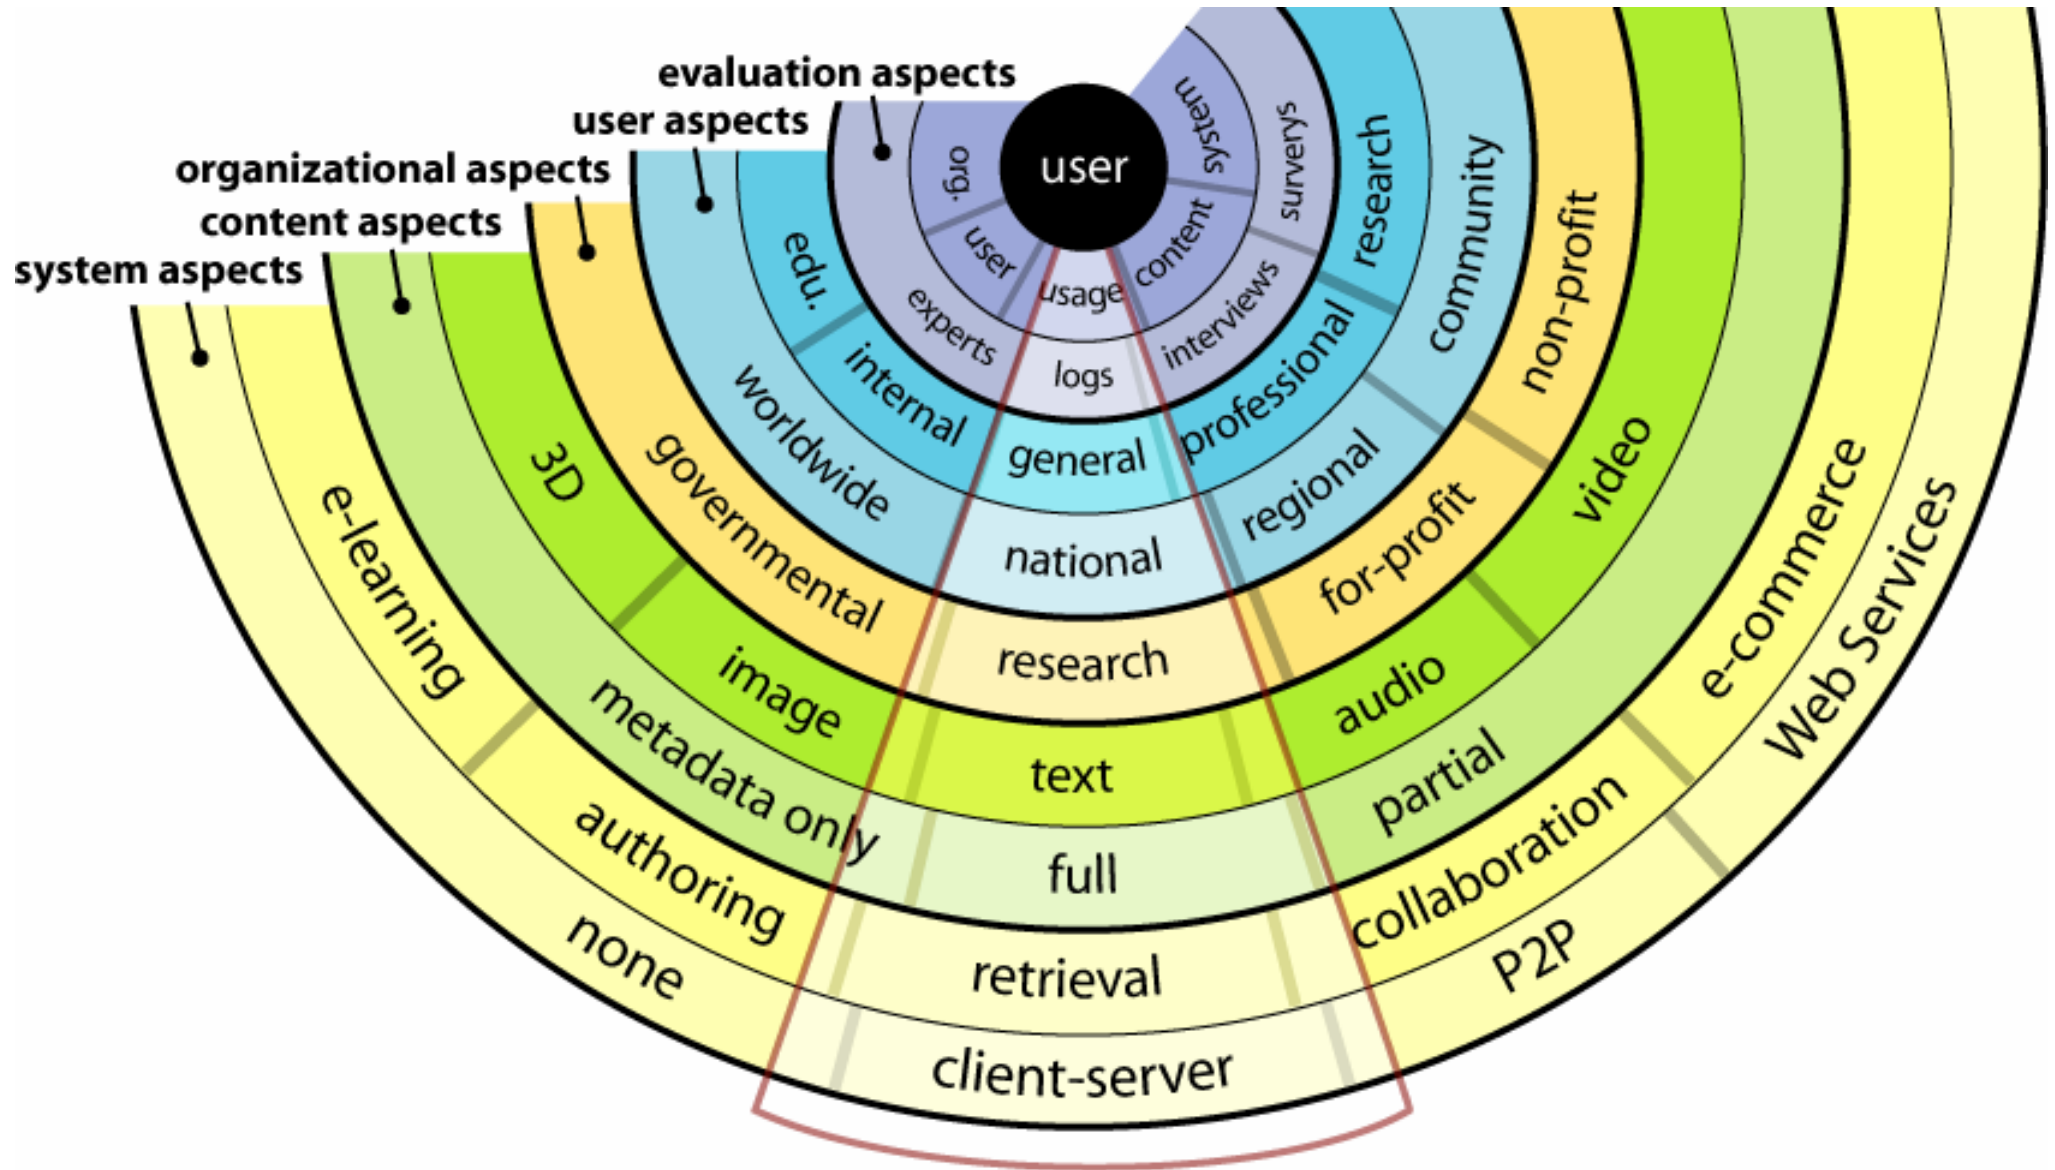 evaluation aspects
user aspects
organizational aspects
content aspects
system aspects
user
org.
user
usage
content
system
experts
logs
interviews
surverys
edu.
internal
general
professional
research
worldwide
national
regional
community
governmental
research
for-profit
non-profit
3D
image
text
audio
video
metadata only
full
partial
e-learning
authoring
retrieval
collaboration
e-commerce
none
client-server
P2P
Web Services